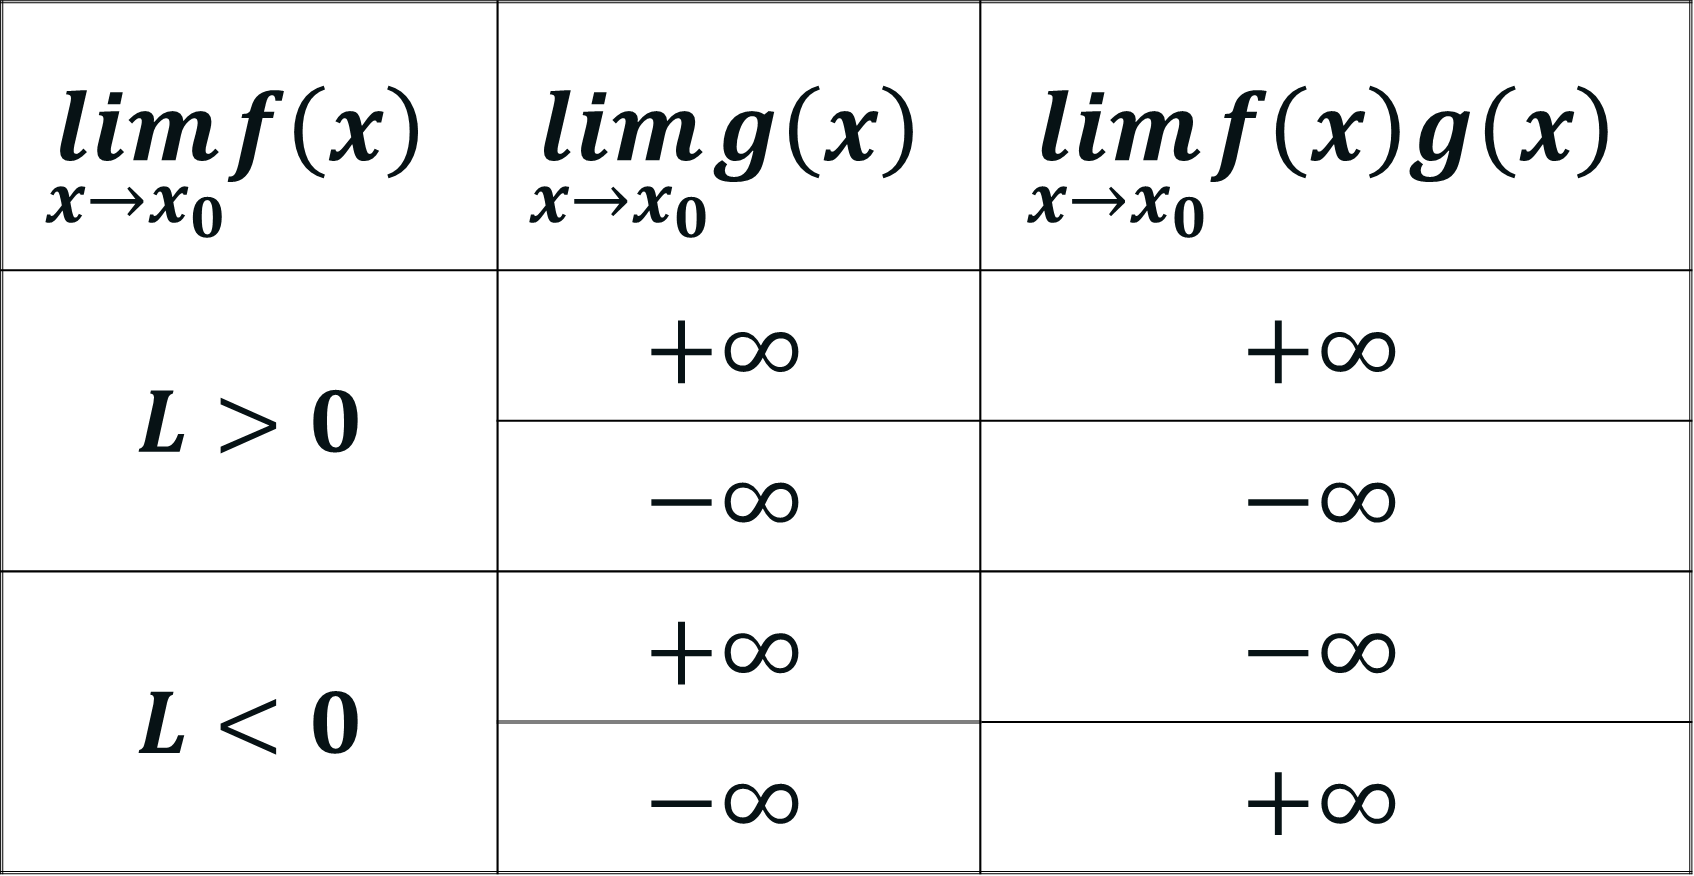 lim f(x) lim g(x) lim f(x)g(x)
x→x₀ x→x₀ x→x₀
+∞ +∞
L > 0
−∞ −∞
+∞ −∞
L < 0
−∞ +∞